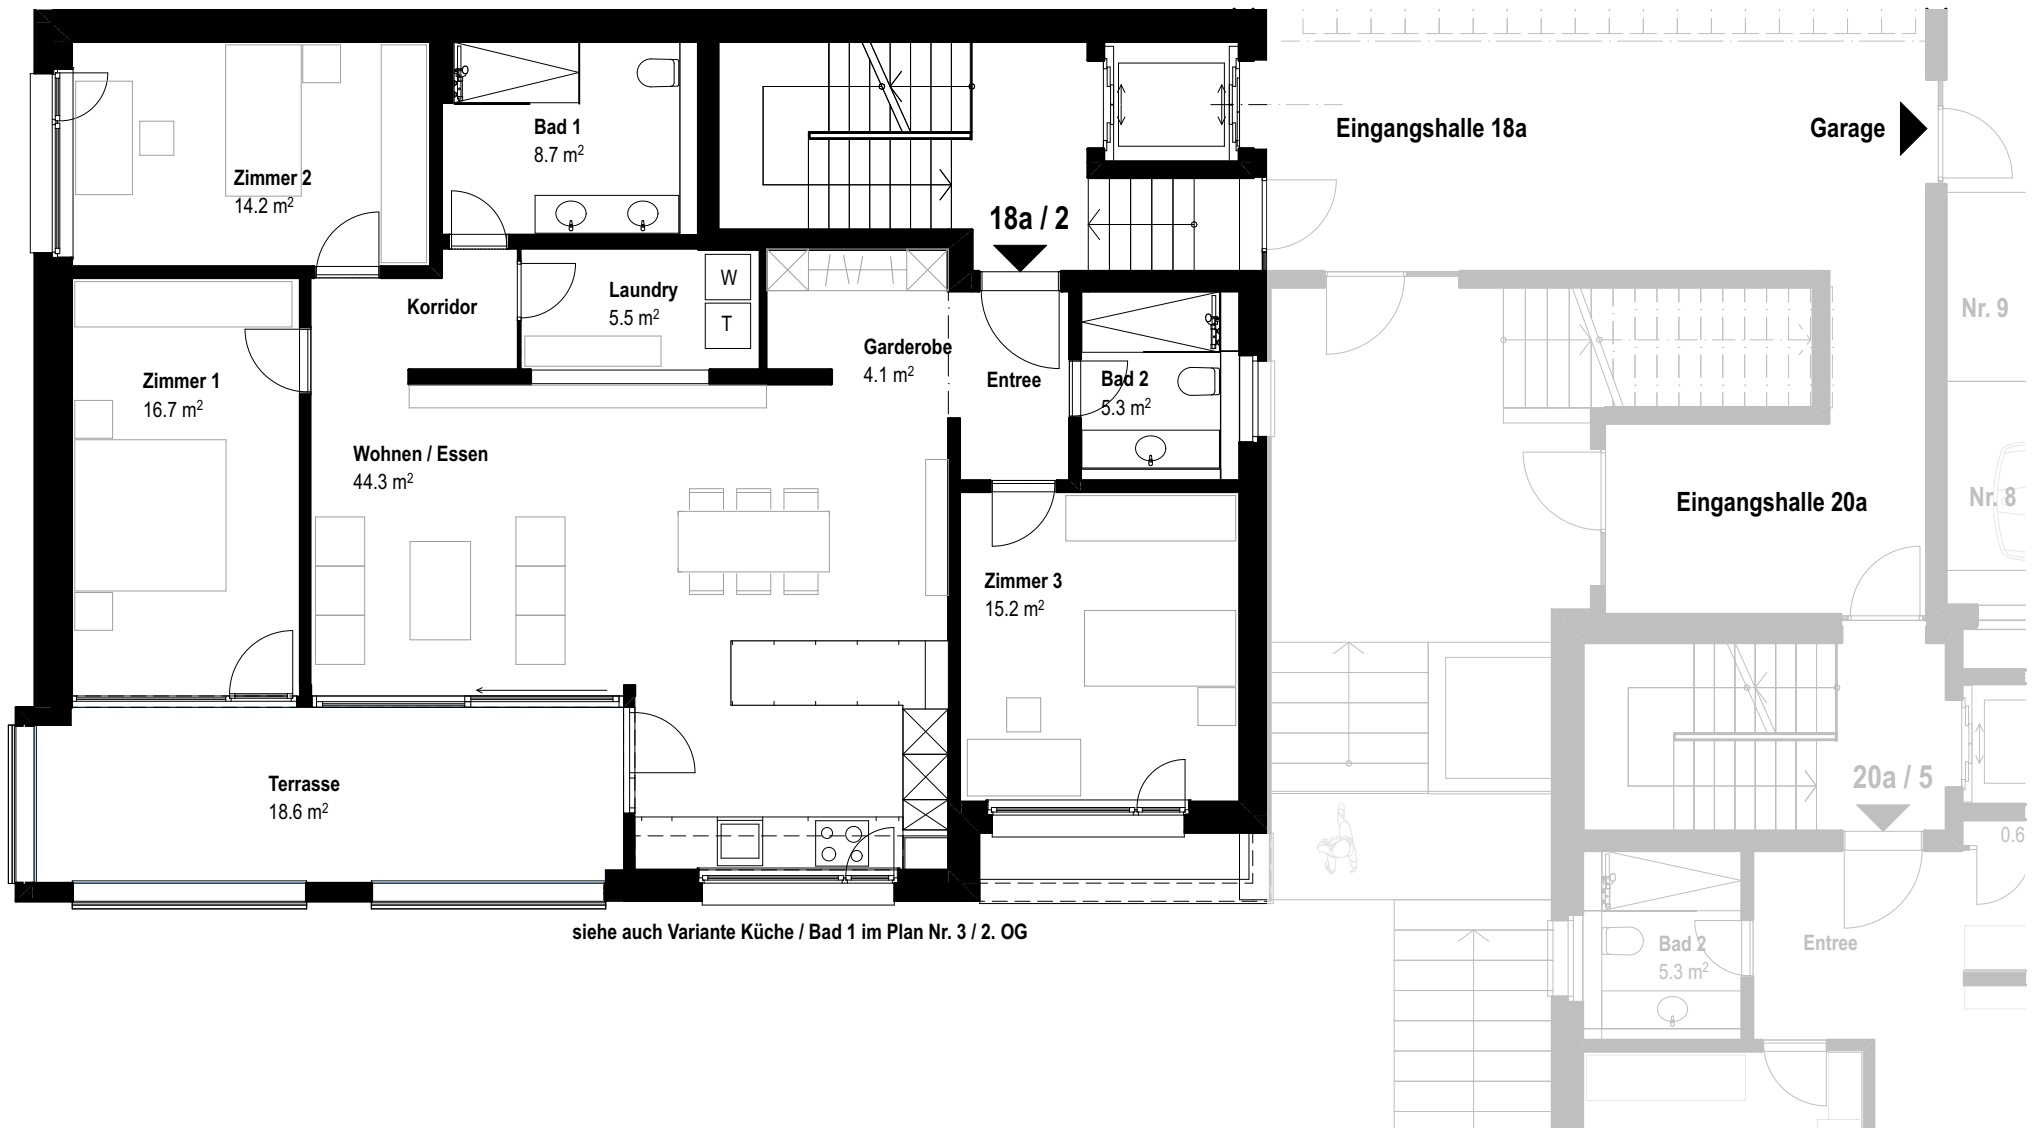 Zimmer 2
14.2 m²
Bad 1
8.7 m²
18a / 2
Eingangshalle 18a
Garage
Korridor
Laundry
5.5 m²
W
T
Garderobe
4.1 m²
Entree
Bad 2
5.3 m²
Zimmer 1
16.7 m²
Wohnen / Essen
44.3 m²
Zimmer 3
15.2 m²
Terrasse
18.6 m²
Nr. 9
Nr. 8
Eingangshalle 20a
20a / 5
0.6
Bad 2
5.3 m²
Entree
siehe auch Variante Küche / Bad 1 im Plan Nr. 3 / 2. OG